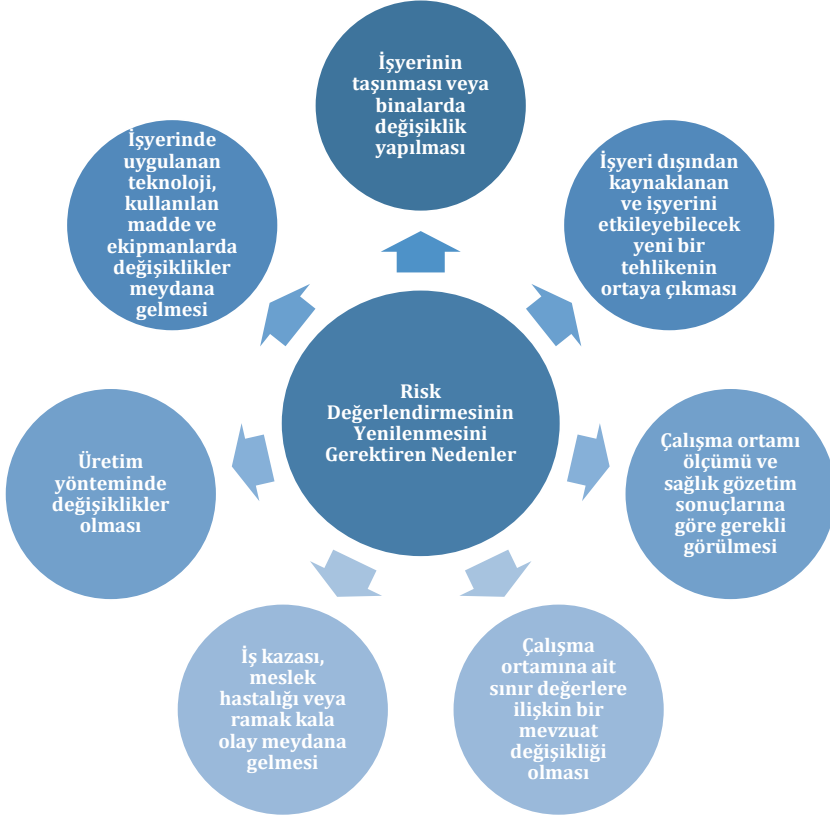 İşyerinin
taşınması veya
binalarda
değişiklik
yapılması
İşyeri dışından
kaynaklanan
ve işyerini
etkileyebilecek
yeni bir
tehlikenin
ortaya çıkması
Çalışma ortamı
ölçümü ve
sağlık gözetim
sonuçlarına
göre gerekli
görülmesi
Çalışma
ortamına ait
sınır değerlere
ilişkin bir
mevzuat
değişikliği
olması
İş kazası,
meslek
hastalığı veya
ramak kala
olay meydana
gelmesi
Üretim
yönteminde
değişiklikler
olması
İşyerinde
uygulanan
teknoloji,
kullanılan
madde ve
ekipmanlarda
değişiklikler
meydana
gelmesi
Risk
Değerlendirmesinin
Yenilenmesini
Gerektiren Nedenler